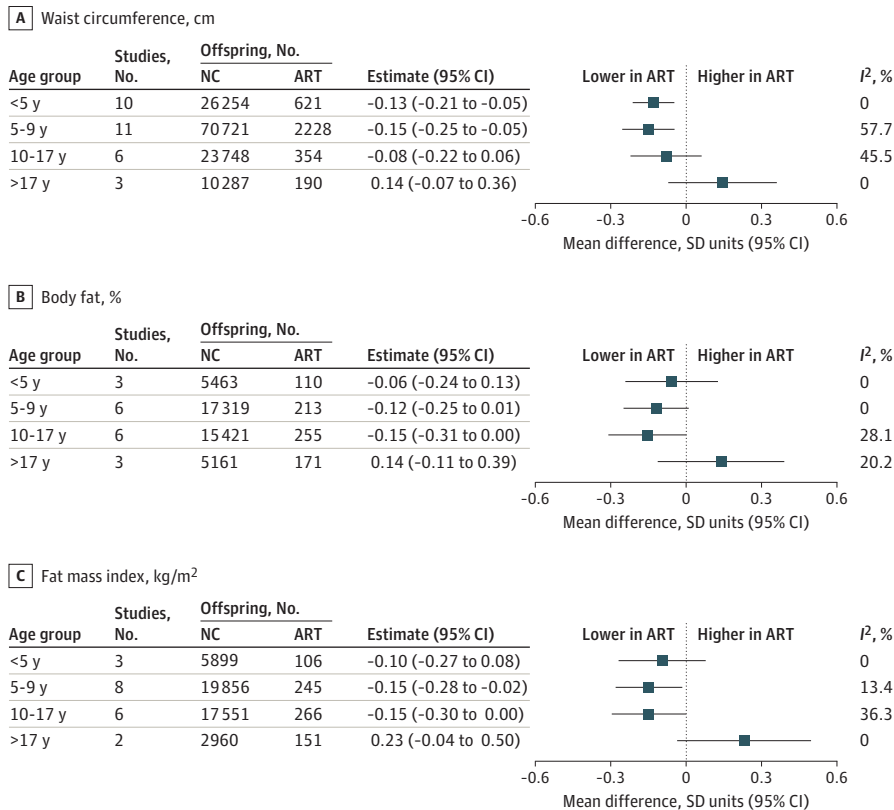 A Waist circumference, cm
Studies, Offspring, No.
Age group No. NC ART Estimate (95% CI) Lower in ART Higher in ART I², %
<5 y 10 26254 621 -0.13 (-0.21 to -0.05) 0
5-9 y 11 70721 2228 -0.15 (-0.25 to -0.05) 57.7
10-17 y 6 23748 354 -0.08 (-0.22 to 0.06) 45.5
>17 y 3 10287 190 0.14 (-0.07 to 0.36) 0
-0.6 -0.3 0 0.3 0.6
Mean difference, SD units (95% CI)
B Body fat, %
Studies, Offspring, No.
Age group No. NC ART Estimate (95% CI) Lower in ART Higher in ART I², %
<5 y 3 5463 110 -0.06 (-0.24 to 0.13) 0
5-9 y 6 17319 213 -0.12 (-0.25 to 0.01) 0
10-17 y 6 15421 255 -0.15 (-0.31 to 0.00) 28.1
>17 y 3 5161 171 0.14 (-0.11 to 0.39) 20.2
-0.6 -0.3 0 0.3 0.6
Mean difference, SD units (95% CI)
C Fat mass index, kg/m²
Studies, Offspring, No.
Age group No. NC ART Estimate (95% CI) Lower in ART Higher in ART I², %
<5 y 3 5899 106 -0.10 (-0.27 to 0.08) 0
5-9 y 8 19856 245 -0.15 (-0.28 to -0.02) 13.4
10-17 y 6 17551 266 -0.15 (-0.30 to 0.00) 36.3
>17 y 2 2960 151 0.23 (-0.04 to 0.50) 0
-0.6 -0.3 0 0.3 0.6
Mean difference, SD units (95% CI)